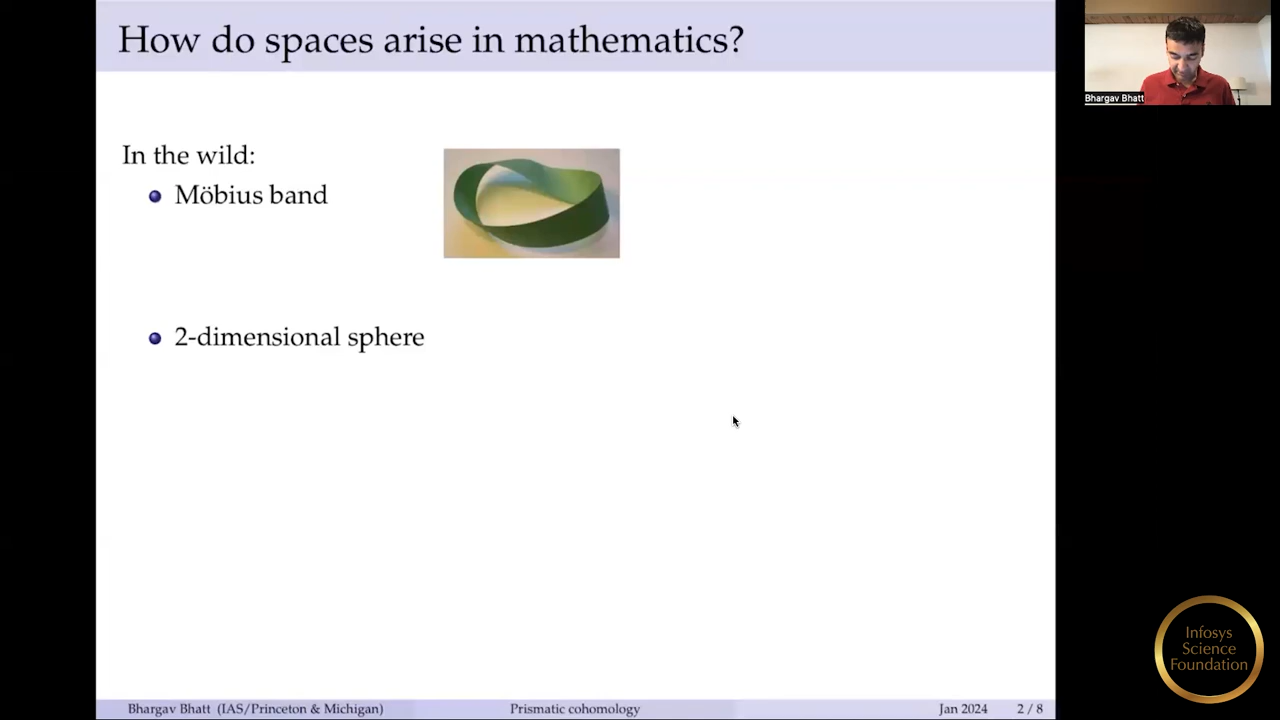 How do spaces arise in mathematics?
Bhargav Bhatt
In the wild:
Möbius band
2-dimensional sphere
Infosys
Science
Foundation
Bhargav Bhatt (IAS/Princeton & Michigan)
Prismatic cohomology
Jan 2024
2 / 8